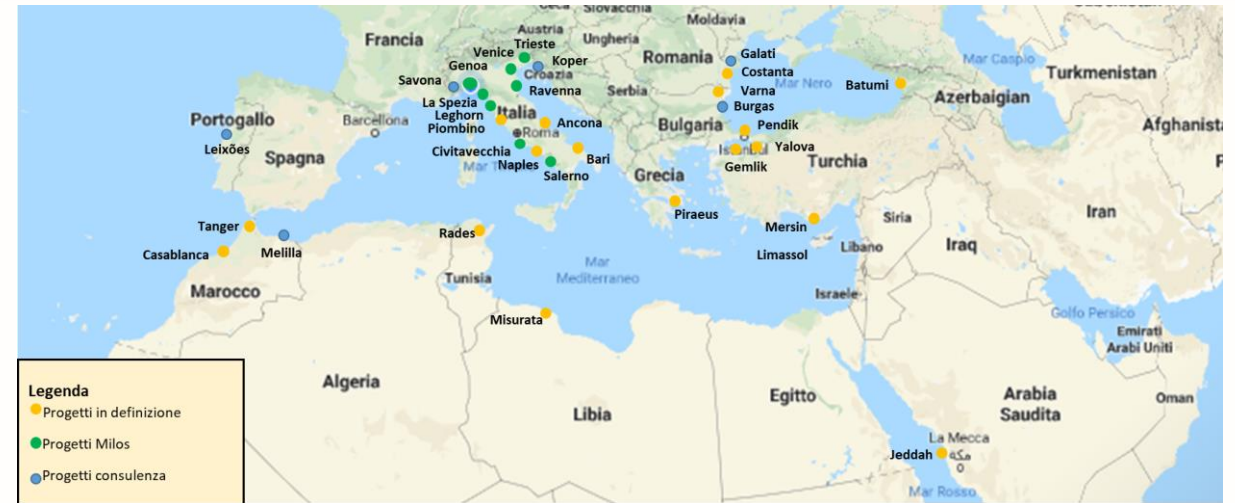 Slovacchia
Moldavia
Austria
Ungheria
Francia
Trieste
Venice
Koper
Romania
Galati
Mar Caspio
Genoa
Croazia
Costanta
Turkmenistan
Savona
Mar Nero
Batumi
Ravenna
Serbia
Varna
Azerbaigian
La Spezia
Burgas
Leghorn
Italia
Portogallo
Barcellona
Piombino
Ancona
Bulgaria
Pendik
Afghanista
Roma
Leixões
Spagna
Civitavecchia
Bari
Istanbul
Yalova
Turchia
Naples
Gemlik
Salerno
Grecia
Piraeus
Iran
Tanger
Mersin
Siria
Rades
Casablanca
Melilla
Limassol
Libano
Iraq
Mar
Mediterraneo
Tunisia
Marocco
Israele
Golfo Persico
Misurata
Emirati
Arabi Uniti
Algeria
Egitto
Arabia
Saudita
Oman
Libia
La Mecca
Jeddah
مكة
Mar Rosso
Legenda
Progetti in definizione
Progetti Milos
Progetti consulenza